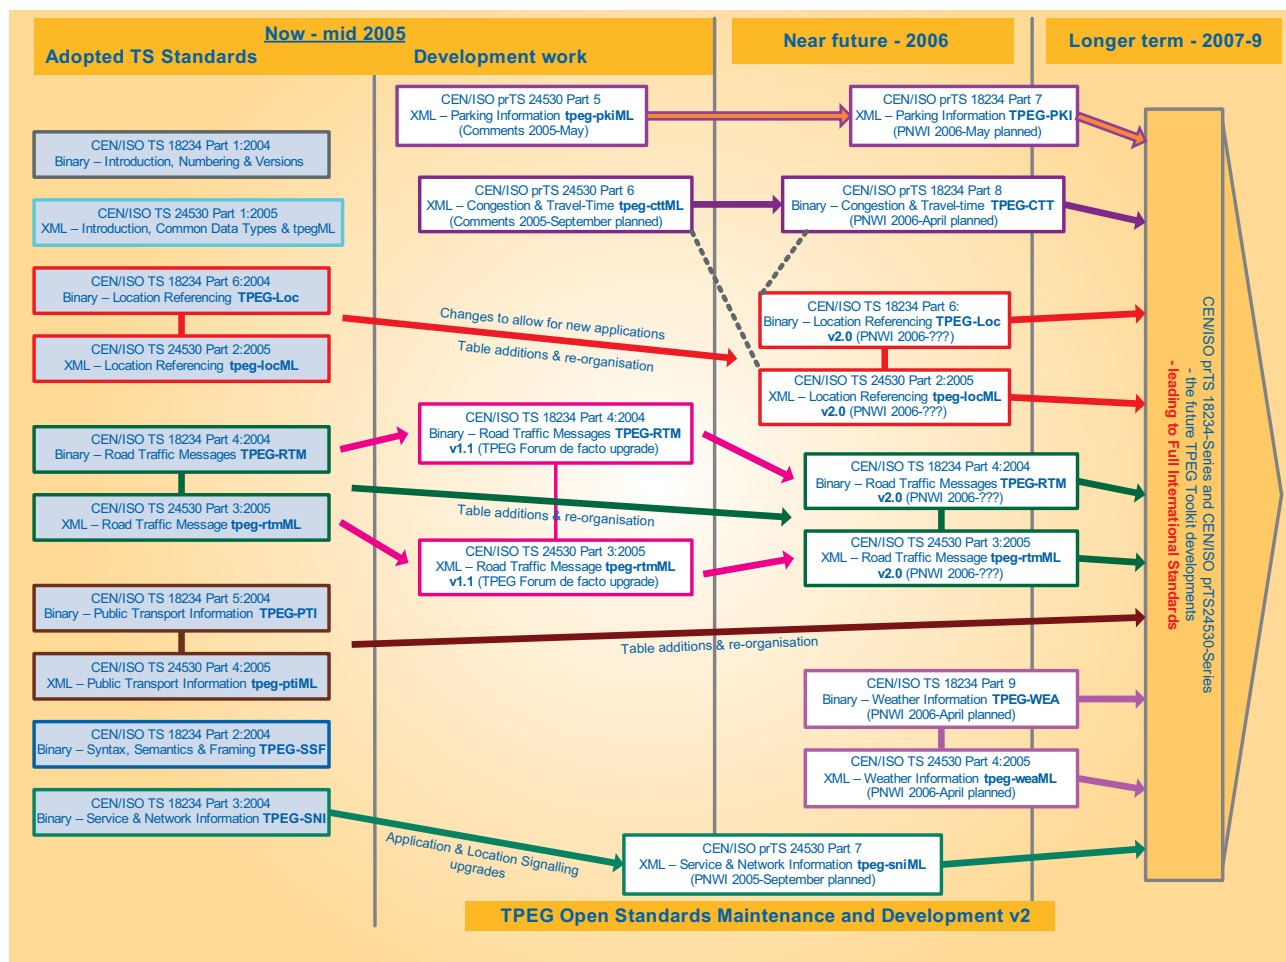 Now - mid 2005
Adopted TS Standards
Development work
Near future - 2006
Longer term - 2007-9
CEN/ISO TS 18234 Part 1:2004
Binary – Introduction, Numbering & Versions
CEN/ISO TS 24530 Part 1:2005
XML – Introduction, Common Data Types & tpegML
CEN/ISO TS 18234 Part 6:2004
Binary – Location Referencing TPEG-Loc
CEN/ISO TS 24530 Part 2:2005
XML – Location Referencing tpeg-locML
CEN/ISO TS 18234 Part 4:2004
Binary – Road Traffic Messages TPEG-RTM
CEN/ISO TS 24530 Part 3:2005
XML – Road Traffic Message tpeg-rtmML
CEN/ISO TS 18234 Part 5:2004
Binary – Public Transport Information TPEG-PTI
CEN/ISO TS 24530 Part 4:2005
XML – Public Transport Information tpeg-ptiML
CEN/ISO TS 18234 Part 2:2004
Binary – Syntax, Semantics & Framing TPEG-SSF
CEN/ISO TS 18234 Part 3:2004
Binary – Service & Network Information TPEG-SNI
CEN/ISO prTS 24530 Part 5
XML – Parking Information tpeg-pkiML
(Comments 2005-May)
CEN/ISO prTS 24530 Part 6
XML – Congestion & Travel-Time tpeg-cttML
(Comments 2005-September planned)
Changes to allow for new applications
Table additions & re-organisation
CEN/ISO TS 18234 Part 4:2004
Binary – Road Traffic Messages TPEG-RTM
v1.1 (TPEG Forum de facto upgrade)
Table additions & re-organisation
CEN/ISO TS 24530 Part 3:2005
XML – Road Traffic Message tpeg-rtmML
v1.1 (TPEG Forum de facto upgrade)
Table additions & re-organisation
Application & Location Signalling
upgrades
CEN/ISO prTS 18234 Part 7
XML – Parking Information TPEG-PKI
(PNWI 2006-May planned)
CEN/ISO prTS 18234 Part 8
Binary – Congestion & Travel-time TPEG-CTT
(PNWI 2006-April planned)
CEN/ISO TS 18234 Part 6:
Binary – Location Referencing TPEG-Loc
v2.0 (PNWI 2006-???)
CEN/ISO TS 24530 Part 2:2005
XML – Location Referencing tpeg-locML
v2.0 (PNWI 2006-???)
CEN/ISO TS 18234 Part 4:2004
Binary – Road Traffic Messages TPEG-RTM
v2.0 (PNWI 2006-???)
CEN/ISO TS 24530 Part 3:2005
XML – Road Traffic Message tpeg-rtmML
v2.0 (PNWI 2006-???)
CEN/ISO TS 18234 Part 9
Binary – Weather Information TPEG-WEA
(PNWI 2006-April planned)
CEN/ISO TS 24530 Part 4:2005
XML – Weather Information tpeg-weaML
(PNWI 2006-April planned)
CEN/ISO prTS 24530 Part 7
XML – Service & Network Information tpeg-sniML
(PNWI 2005-September planned)
CEN/ISO prTS 18234-Series and CEN/ISO prTS24530-Series
- the future TPEG Toolkit developments
- leading to Full International Standards
TPEG Open Standards Maintenance and Development v2